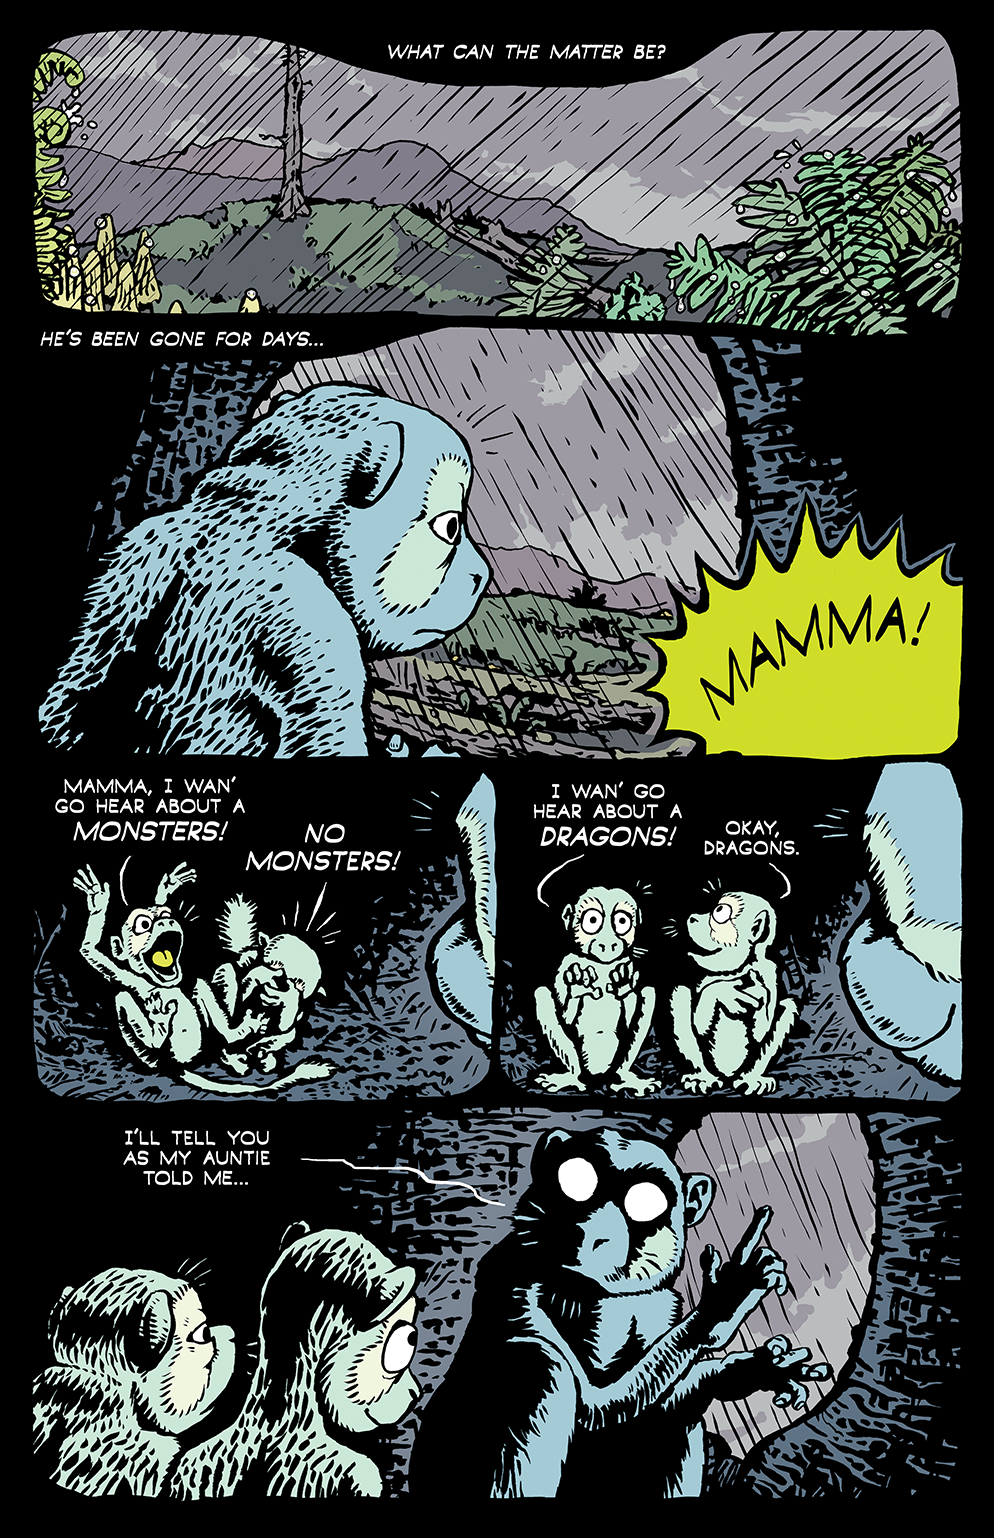 WHAT CAN THE MATTER BE?
HE'S BEEN GONE FOR DAYS...
MAMMA!
MAMMA, I WAN'
GO HEAR ABOUT A
MONSTERS!
NO
MONSTERS!
I WAN' GO
HEAR ABOUT A
DRAGONS!
OKAY,
DRAGONS.
I'LL TELL YOU
AS MY AUNTIE
TOLD ME...